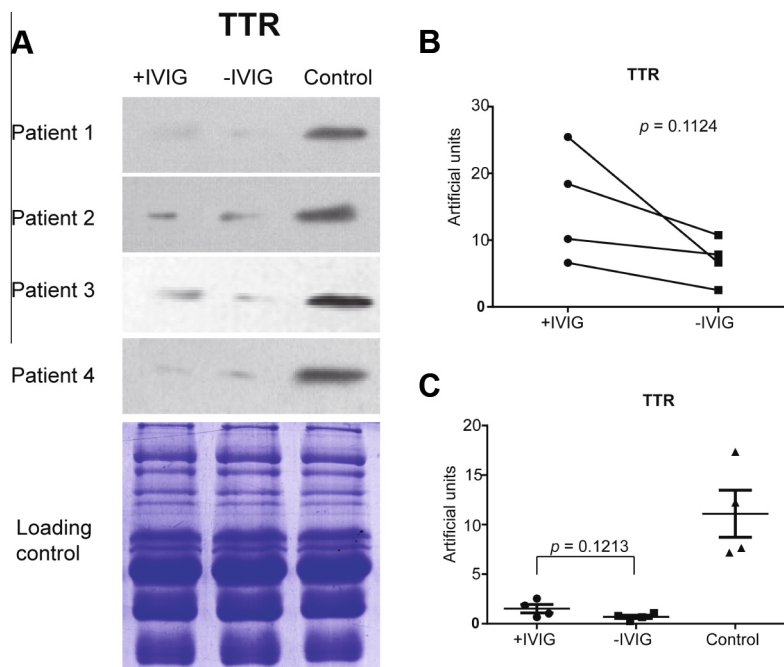 A
TTR
+IVIG -IVIG Control
Patient 1
Patient 2
Patient 3
Patient 4
Loading
control
B
TTR
Artificial units
30
20
10
0
p = 0.1124
+IVIG -IVIG
C
TTR
Artificial units
20
15
10
5
0
p = 0.1213
+IVIG -IVIG Control